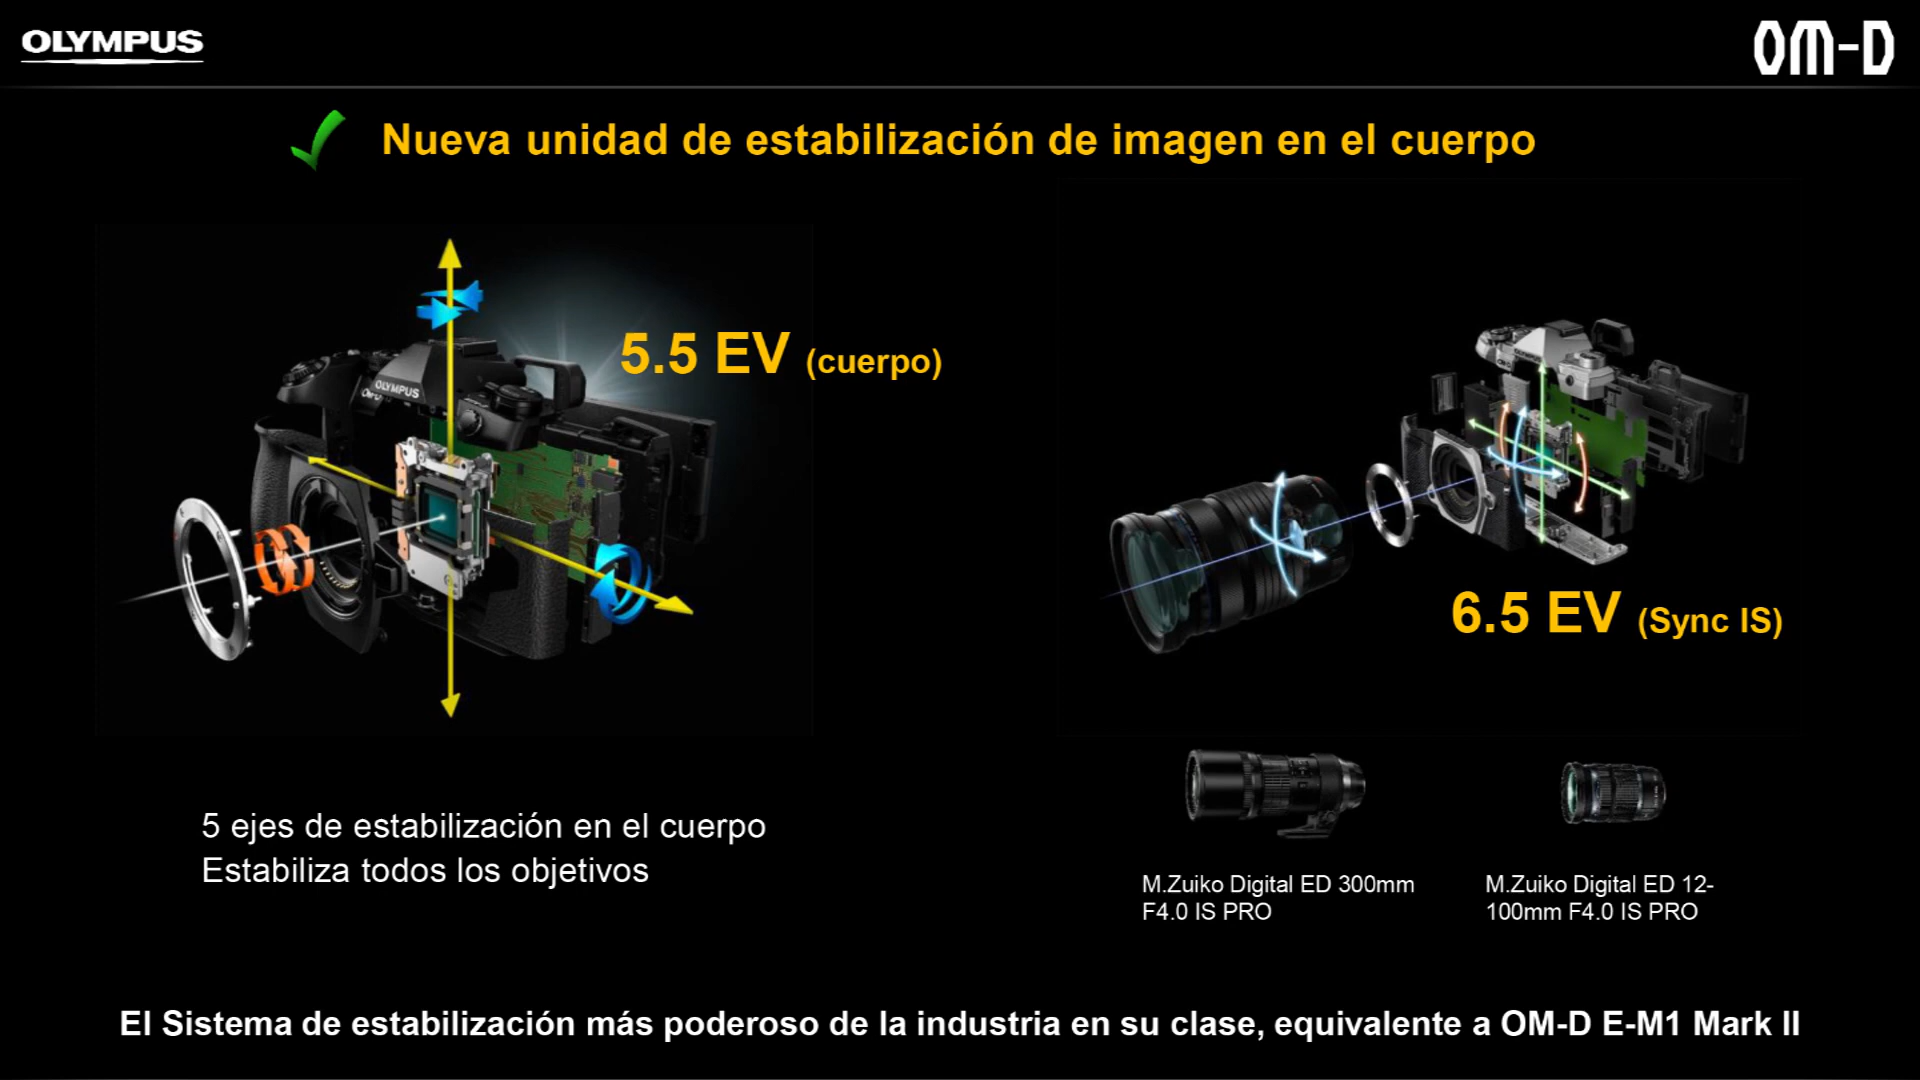 OLYMPUS
OM-D
Nueva unidad de estabilización de imagen en el cuerpo
5.5 EV (cuerpo)
OLYMPUS
OM-D
OLYMPUS
6.5 EV (Sync IS)
5 ejes de estabilización en el cuerpo
Estabiliza todos los objetivos
M.Zuiko Digital ED 300mm
F4.0 IS PRO
M.Zuiko Digital ED 12-
100mm F4.0 IS PRO
El Sistema de estabilización más poderoso de la industria en su clase, equivalente a OM-D E-M1 Mark II